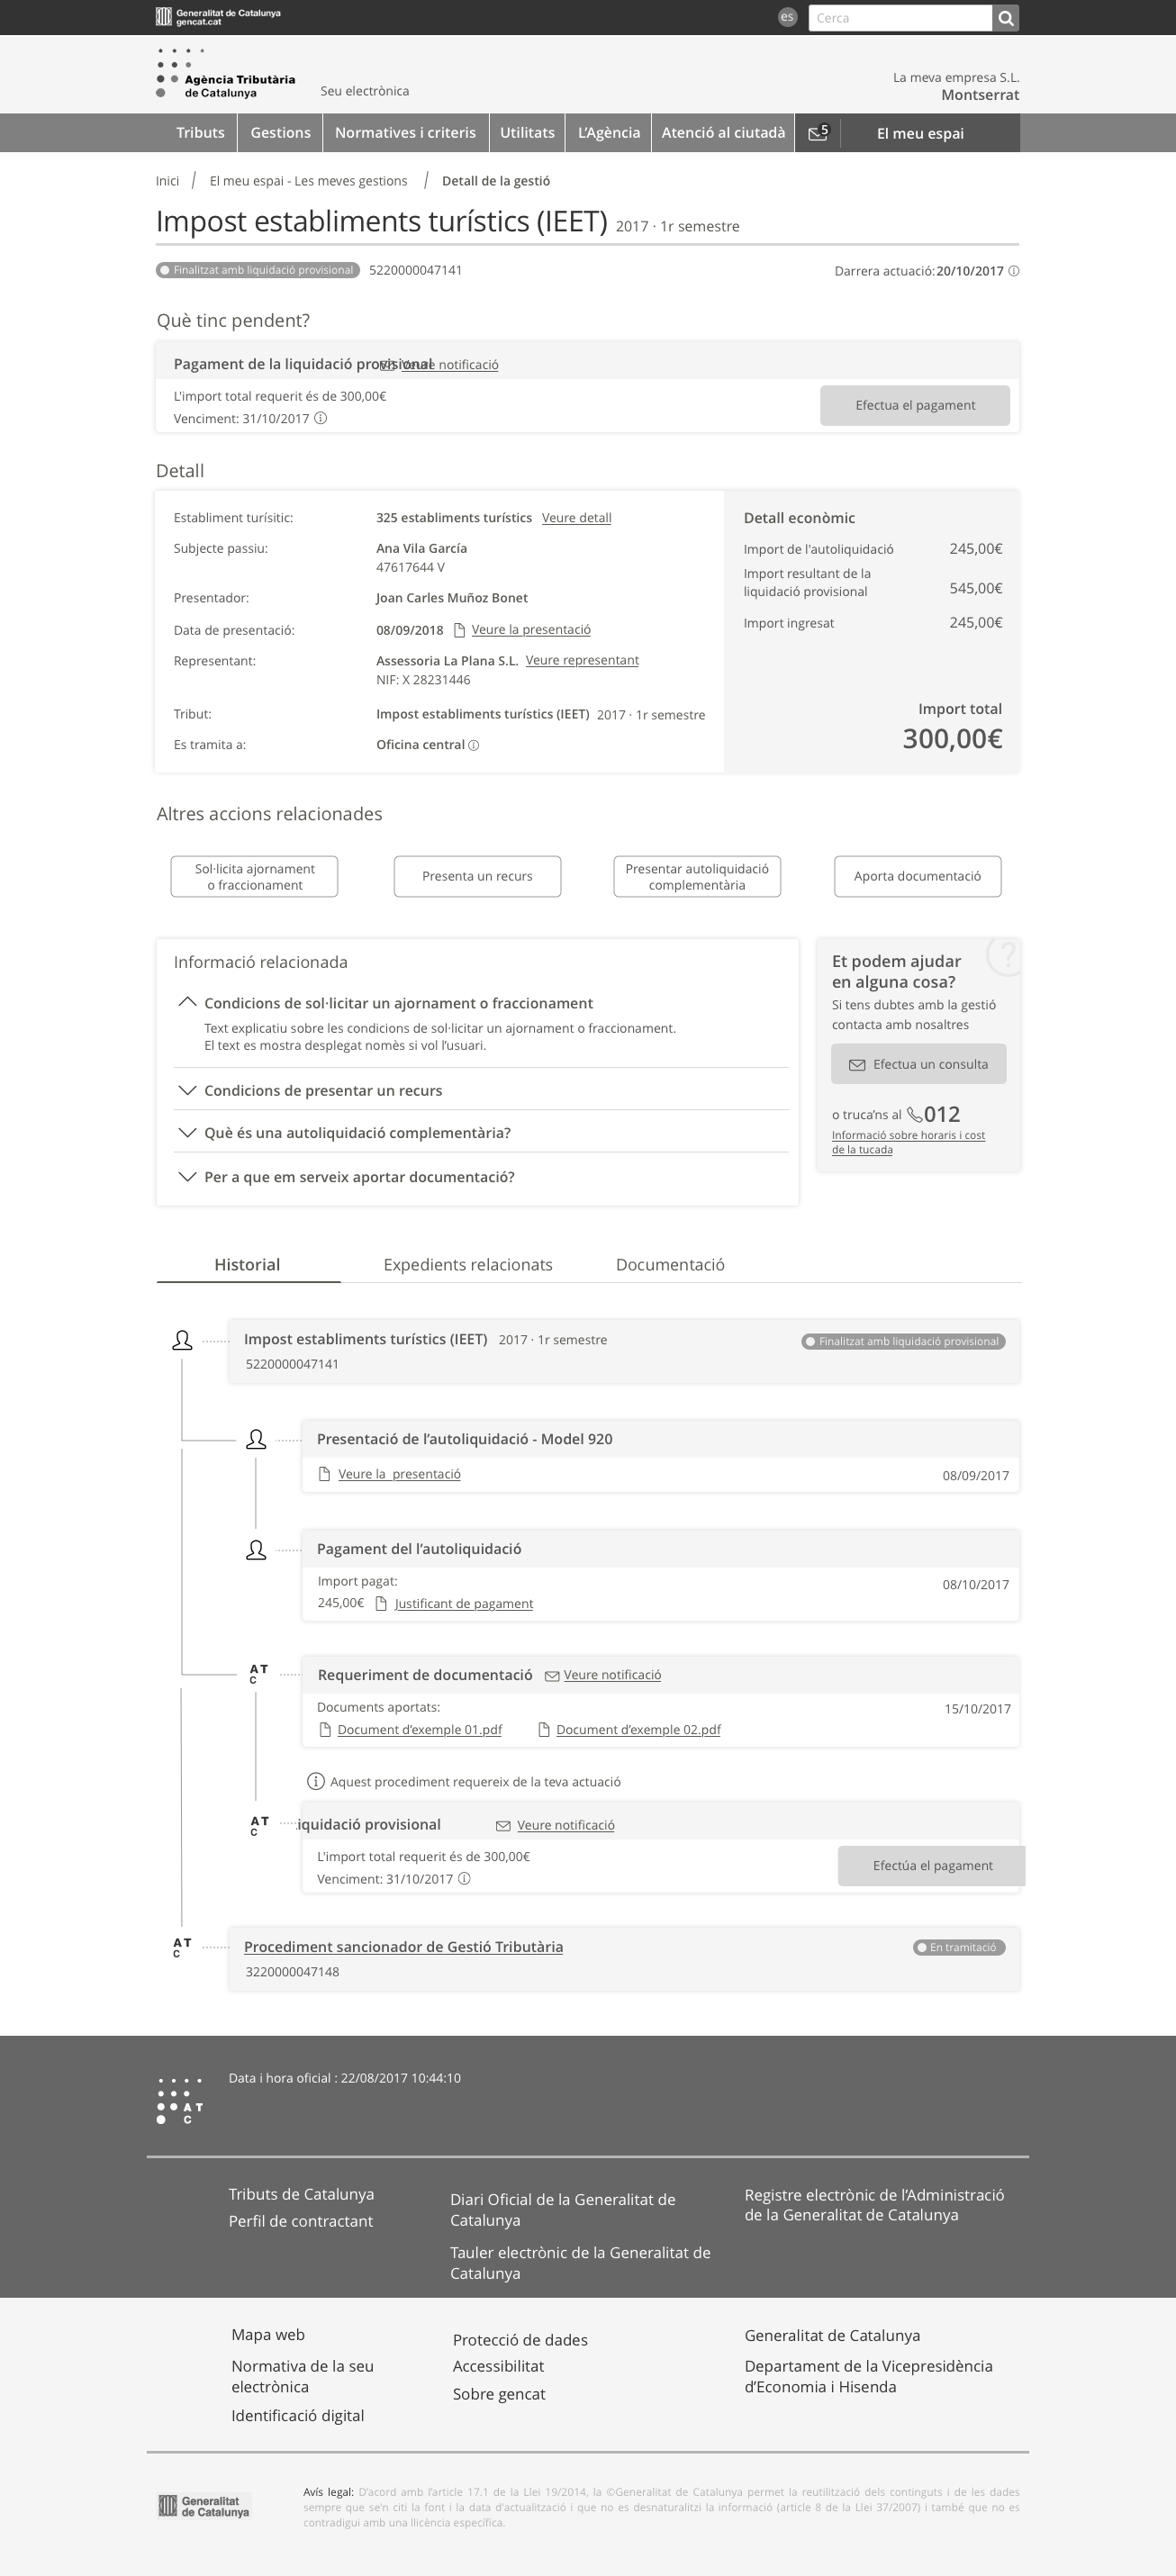 Generalitat de Catalunya
gencat.cat
es
Cerca
Agència Tributària
de Catalunya
Seu electrònica
La meva empresa S.L.
Montserrat
Tributs
Gestions
Normatives i criteris
Utilitats
L'Agència
Atenció al ciutadà
5
El meu espai
Inici / El meu espai - Les meves gestions / Detall de la gestió
Impost establiments turístics (IEET) 2017 · 1r semestre
Finalitzat amb liquidació provisional 5220000047141
Darrera actuació: 20/10/2017
Què tinc pendent?
Pagament de la liquidació provisional Veure notificació
L'import total requerit és de 300,00€
Venciment: 31/10/2017
Efectua el pagament
Detall
Establiment turísitic: 325 establiments turístics Veure detall
Subjecte passiu: Ana Vila García
47617644 V
Presentador: Joan Carles Muñoz Bonet
Data de presentació: 08/09/2018 Veure la presentació
Representant: Assessoria La Plana S.L. Veure representant
NIF: X 28231446
Tribut: Impost establiments turístics (IEET) 2017 · 1r semestre
Es tramita a: Oficina central
Detall econòmic
Import de l'autoliquidació 245,00€
Import resultant de la
liquidació provisional 545,00€
Import ingresat 245,00€
Import total
300,00€
Altres accions relacionades
Sol·licita ajornament
o fraccionament
Presenta un recurs
Presentar autoliquidació
complementària
Aporta documentació
Informació relacionada
Condicions de sol·licitar un ajornament o fraccionament
Text explicatiu sobre les condicions de sol·licitar un ajornament o fraccionament.
El text es mostra desplegat nomès si vol l'usuari.
Condicions de presentar un recurs
Què és una autoliquidació complementària?
Per a que em serveix aportar documentació?
?
Et podem ajudar
en alguna cosa?
Si tens dubtes amb la gestió
contacta amb nosaltres
Efectua un consulta
o truca'ns al 012
Informació sobre horaris i cost
de la tucada
Historial
Expedients relacionats
Documentació
Impost establiments turístics (IEET) 2017 · 1r semestre
Finalitzat amb liquidació provisional
5220000047141
Presentació de l'autoliquidació - Model 920
Veure la presentació
08/09/2017
Pagament del l'autoliquidació
Import pagat:
08/10/2017
245,00€ Justificant de pagament
AT
C
Requeriment de documentació Veure notificació
Documents aportats:
15/10/2017
Document d'exemple 01.pdf
Document d'exemple 02.pdf
Aquest procediment requereix de la teva actuació
AT
C
iquidació provisional Veure notificació
L'import total requerit és de 300,00€
Venciment: 31/10/2017
Efectúa el pagament
AT
C
Procediment sancionador de Gestió Tributària
En tramitació
3220000047148
Data i hora oficial : 22/08/2017 10:44:10
AT
C
Tributs de Catalunya
Perfil de contractant
Diari Oficial de la Generalitat de
Catalunya
Tauler electrònic de la Generalitat de
Catalunya
Registre electrònic de l'Administració
de la Generalitat de Catalunya
Mapa web
Normativa de la seu
electrònica
Identificació digital
Protecció de dades
Accessibilitat
Sobre gencat
Generalitat de Catalunya
Departament de la Vicepresidència
d'Economia i Hisenda
Generalitat
de Catalunya
Avís legal: D'acord amb l'article 17.1 de la Llei 19/2014, la ©Generalitat de Catalunya permet la reutilització dels continguts i de les dades
sempre que se'n citi la font i la data d'actualització i que no es desnaturalitzi la informació (article 8 de la Llei 37/2007) i també que no es
contradigui amb una llicència específica.